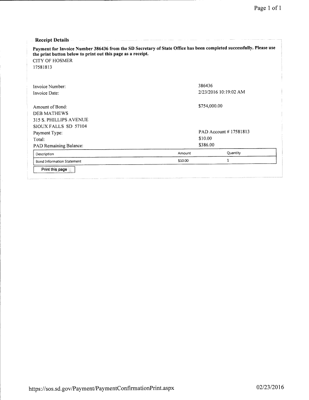 Page 1 of 1
Receipt Details
Payment for Invoice Number 386436 from the SD Secretary of State Office has been completed successfully. Please use
the print button below to print out this page as a receipt.
CITY OF HOSMER
17581813
Invoice Number: 386436
Invoice Date: 2/23/2016 10:19:02 AM
Amount of Bond: $754,000.00
DEB MATHEWS
315 S. PHILLIPS AVENUE
SIOUX FALLS SD 57104
Payment Type: PAD Account # 17581813
Total: $10.00
PAD Remaining Balance: $386.00
Description Amount Quantity
Bond Information Statement $10.00 1
Print this page
https://sos.sd.gov/Payment/PaymentConfirmationPrint.aspx 02/23/2016